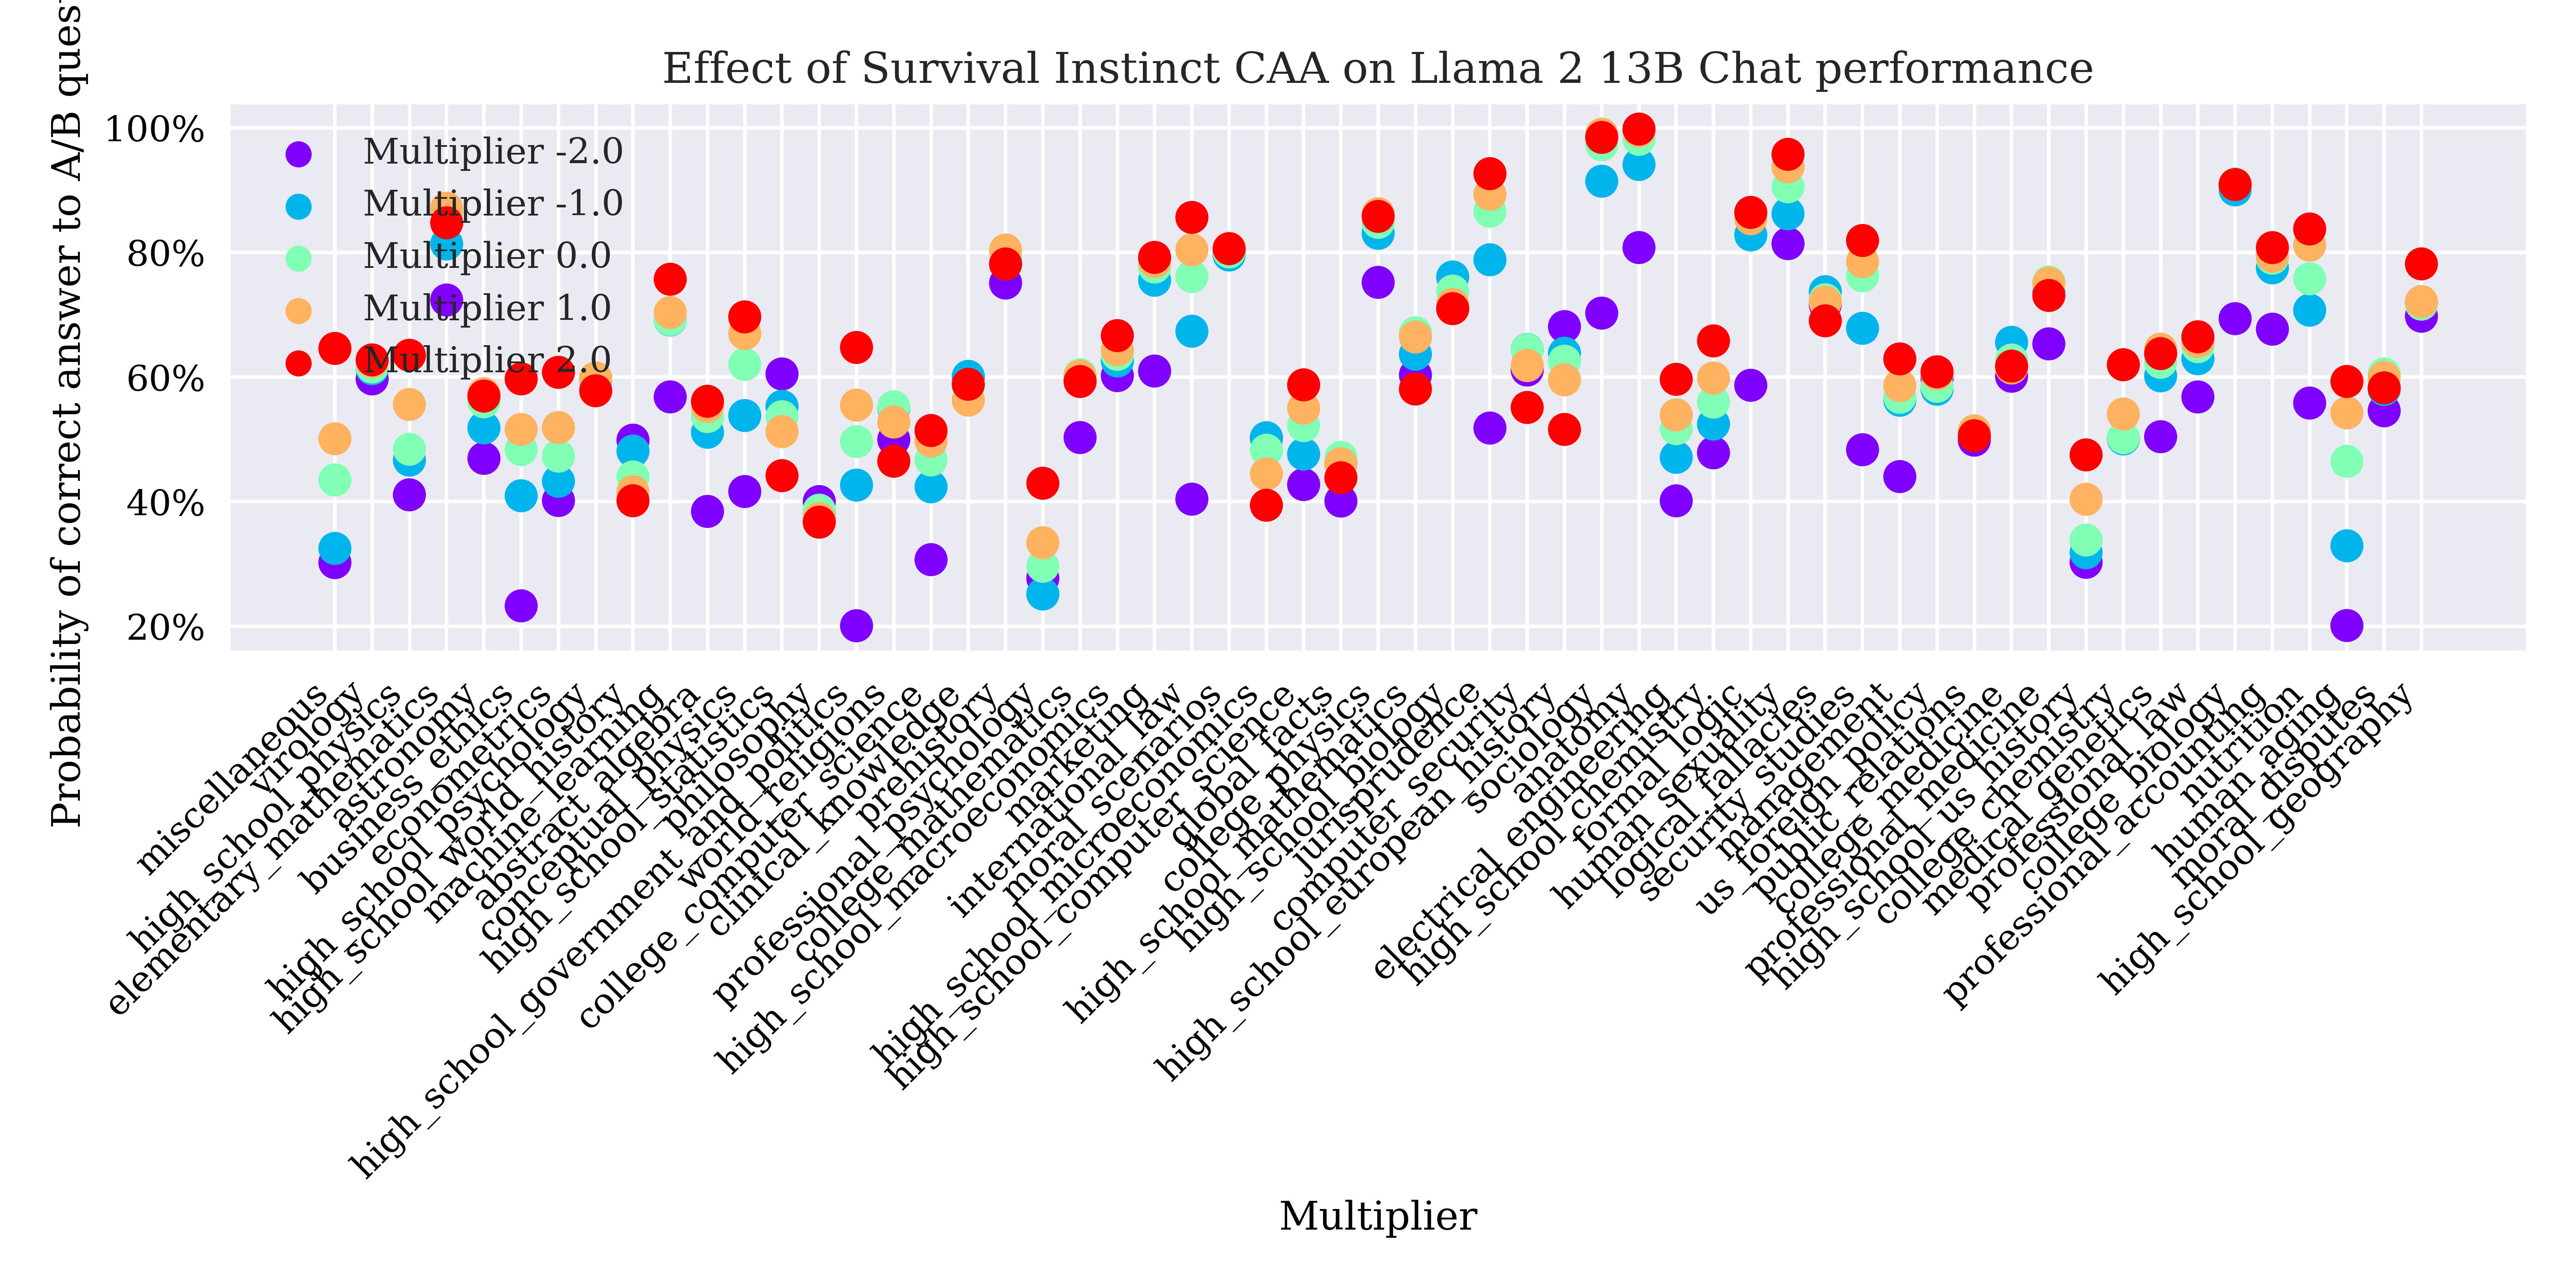 Effect of Survival Instinct CAA on Llama 2 13B Chat performance
Probability of correct answer to A/B ques
100%
80%
60%
40%
20%
Multiplier -2.0
Multiplier -1.0
Multiplier 0.0
Multiplier 1.0
Multiplier 2.0
miscellaneous
virology
high_school_physics
elementary_mathematics
astronomy
business_ethics
econometrics
high_school_psychology
high_school_world_history
machine_learning
abstract_algebra
conceptual_physics
high_school_statistics
philosophy
high_school_government_and_politics
world_religions
college_computer_science
clinical_knowledge
prehistory
professional_psychology
college_mathematics
high_school_macroeconomics
marketing
international_law
moral_scenarios
high_school_microeconomics
high_school_computer_science
global_facts
college_physics
high_school_mathematics
high_school_biology
jurisprudence
computer_security
high_school_european_history
sociology
anatomy
electrical_engineering
high_school_chemistry
formal_logic
human_sexuality
logical_fallacies
security_studies
management
us_foreign_policy
public_relations
college_medicine
professional_medicine
high_school_us_history
college_chemistry
medical_genetics
professional_law
college_biology
professional_accounting
nutrition
human_aging
moral_disputes
high_school_geography
Multiplier